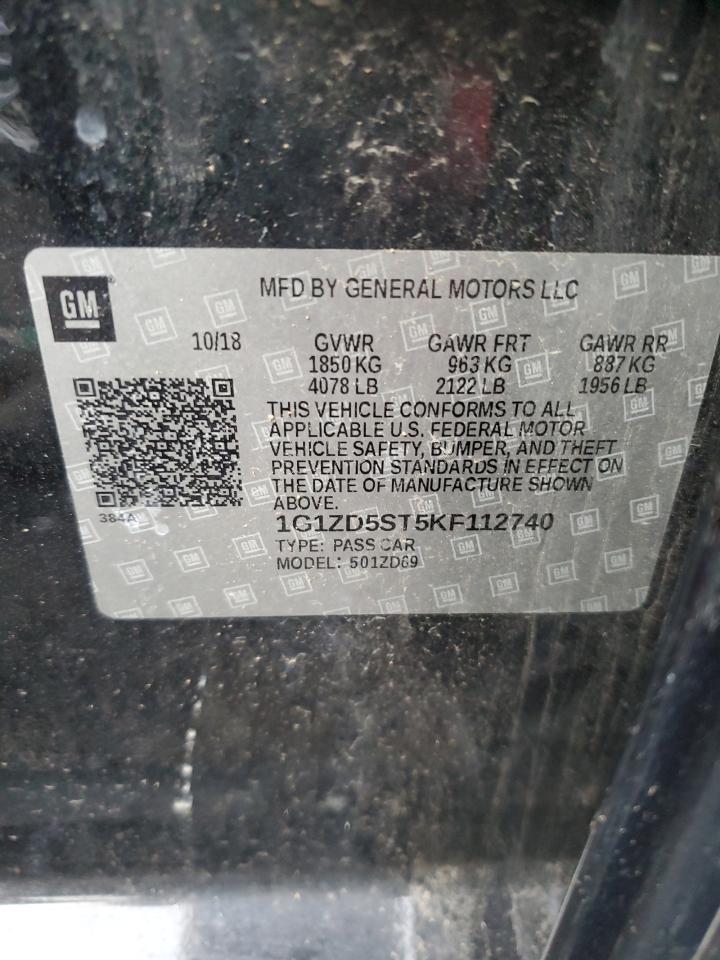 GM
MFD BY GENERAL MOTORS LLC
10/18 GVWR GAWR FRT GAWR RR
1850 KG 963 KG 887 KG
4078 LB 2122 LB 1956 LB
THIS VEHICLE CONFORMS TO ALL
APPLICABLE U.S. FEDERAL MOTOR
VEHICLE SAFETY, BUMPER, AND THEFT
PREVENTION STANDARDS IN EFFECT ON
THE DATE OF MANUFACTURE SHOWN
ABOVE.
384A
1G1ZD5ST5KF112740
TYPE: PASS CAR
MODEL: 501ZD69